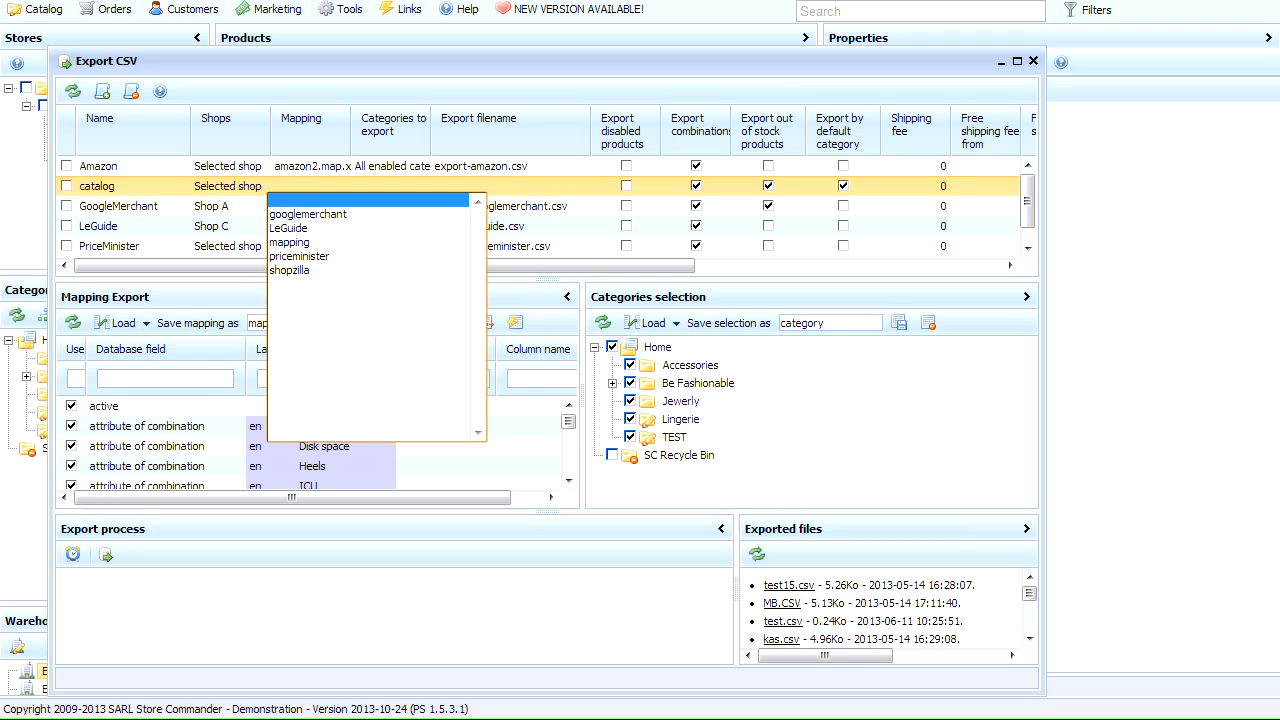 Catalog Orders Customers Marketing Tools Links Help NEW VERSION AVAILABLE! Search Filters
Stores Products Properties
Export CSV
Name Shops Mapping Categories to export Export filename Export disabled products Export combinations Export out of stock products Export by default category Shipping fee Free shipping fee from
Amazon Selected shop amazon2.map.x All enabled cate export-amazon.csv 0
catalog Selected shop 0
GoogleMerchant Shop A glemerchant.csv 0
LeGuide Shop C uide.csv 0
PriceMinister Selected shop eminister.csv 0
googlemerchant
LeGuide
mapping
priceminister
shopzilla
Categor
Mapping Export
Load Save mapping as map
Use Database field La Column name
active
attribute of combination en
attribute of combination en Disk space
attribute of combination en Heels
attribute of combination en ICU
Categories selection
Load Save selection as category
Home
Accessories
Be Fashionable
Jewerly
Lingerie
TEST
SC Recycle Bin
Export process
Exported files
test15.csv - 5.26Ko - 2013-05-14 16:28:07.
MB.CSV - 5.13Ko - 2013-05-14 17:11:40.
test.csv - 0.24Ko - 2013-06-11 10:25:51.
kas.csv - 4.96Ko - 2013-05-14 16:29:08.
Wareho
Copyright 2009-2013 SARL Store Commander - Demonstration - Version 2013-10-24 (PS 1.5.3.1)